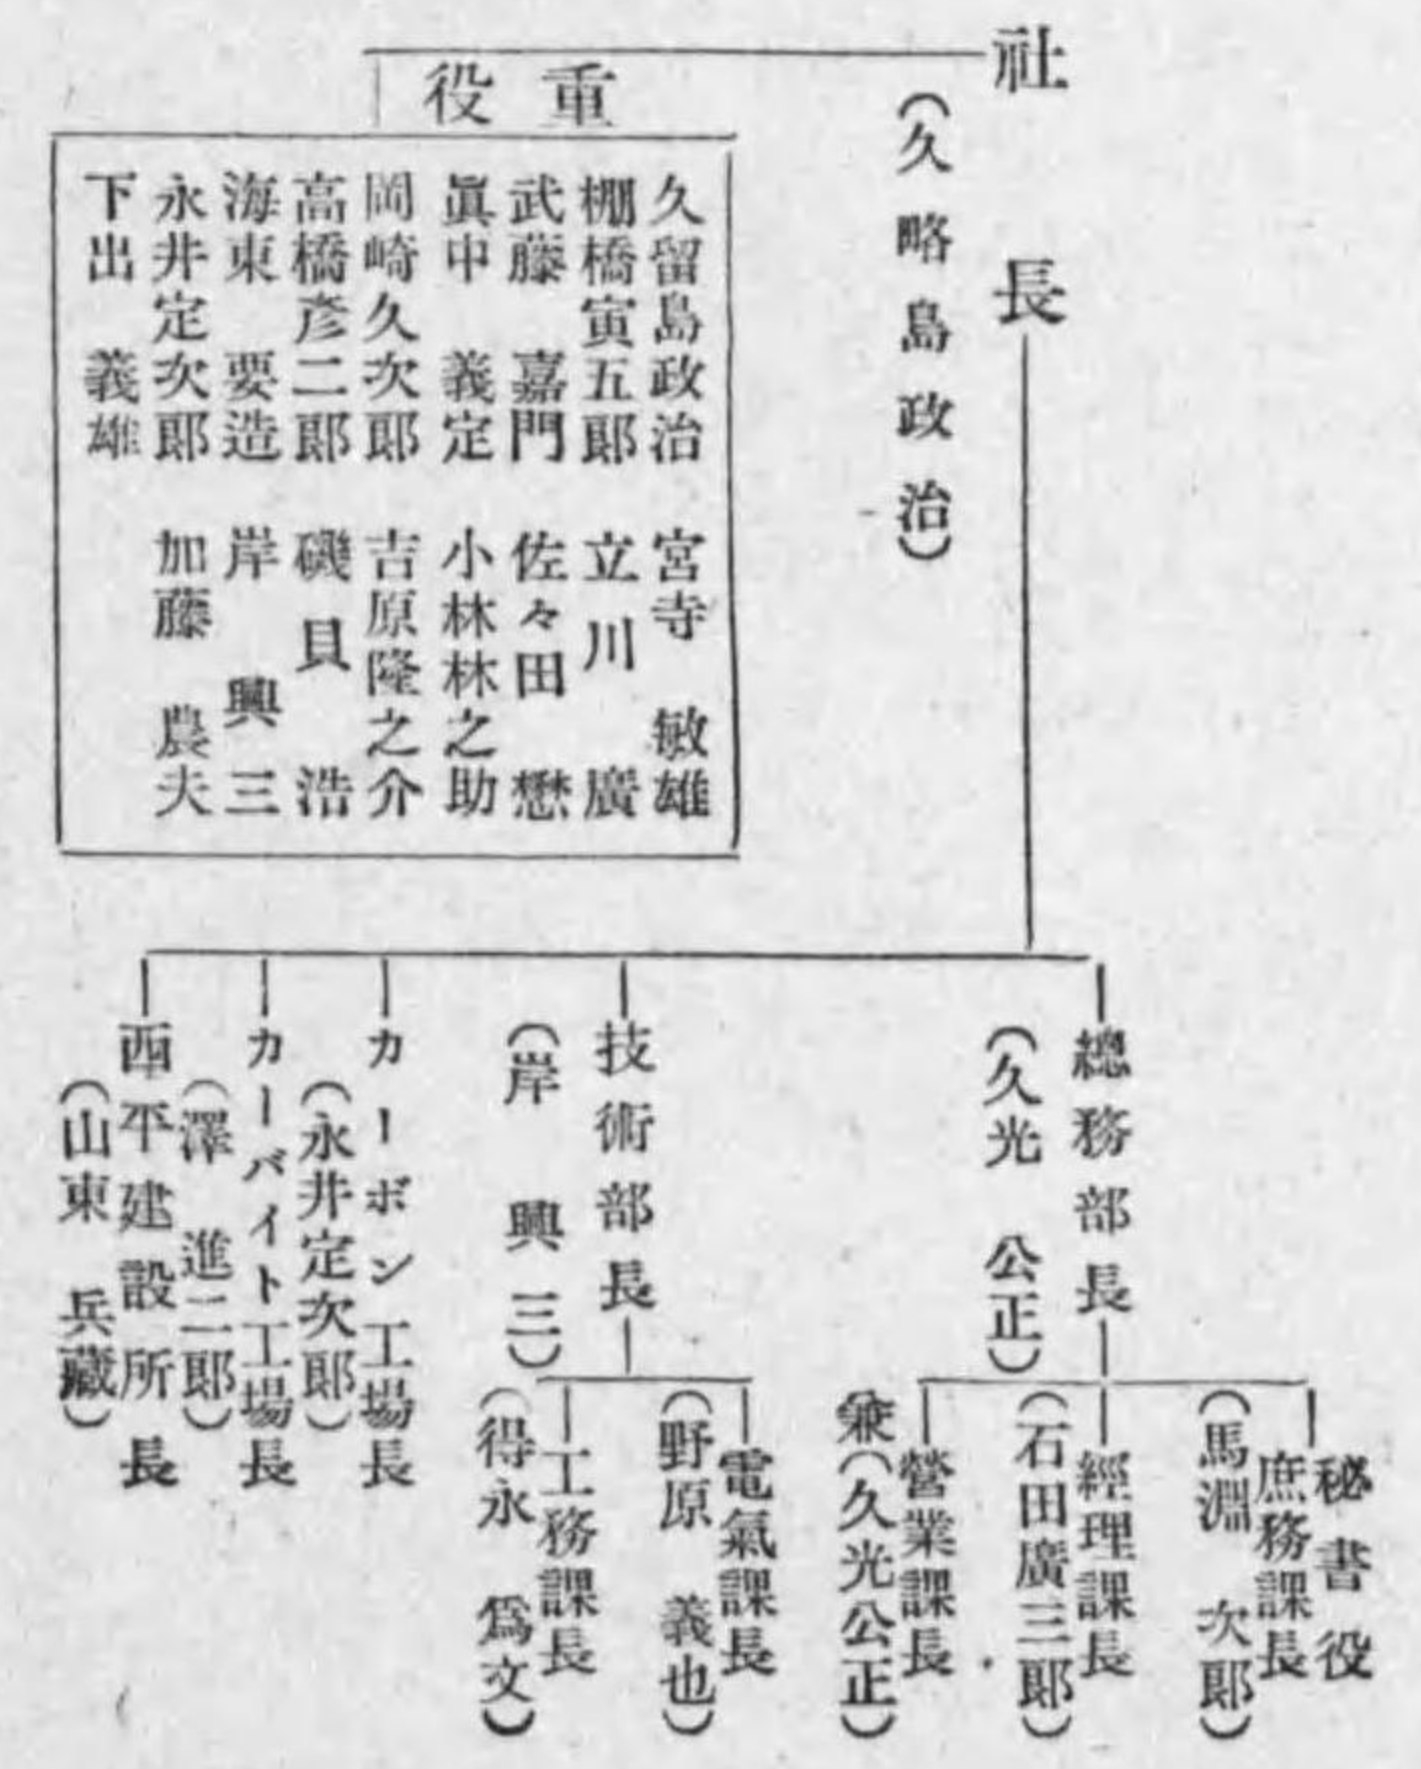 社長
(久略島政治)
重役
久留島政治 宮寺敏雄
棚橋寅五郎 立川廣
武藤嘉門 佐々田懋
眞中義定 小林林之助
岡崎久次郎 吉原隆之介
高橋彦二郎 磯貝浩
海東要造 岸興三
永井定次郎 加藤農夫
下出義雄
總務部長
(久光公正)
秘書役
庶務課長
(馬淵次郎)
經理課長
(石田廣三郎)
營業課長
兼(久光公正)
技術部長
(岸興三)
電氣課長
(野原義也)
工務課長
(得永爲文)
カーボン工場長
(永井定次郎)
カーバイト工場長
(澤進二郎)
西平建設所長
(山東兵藏)